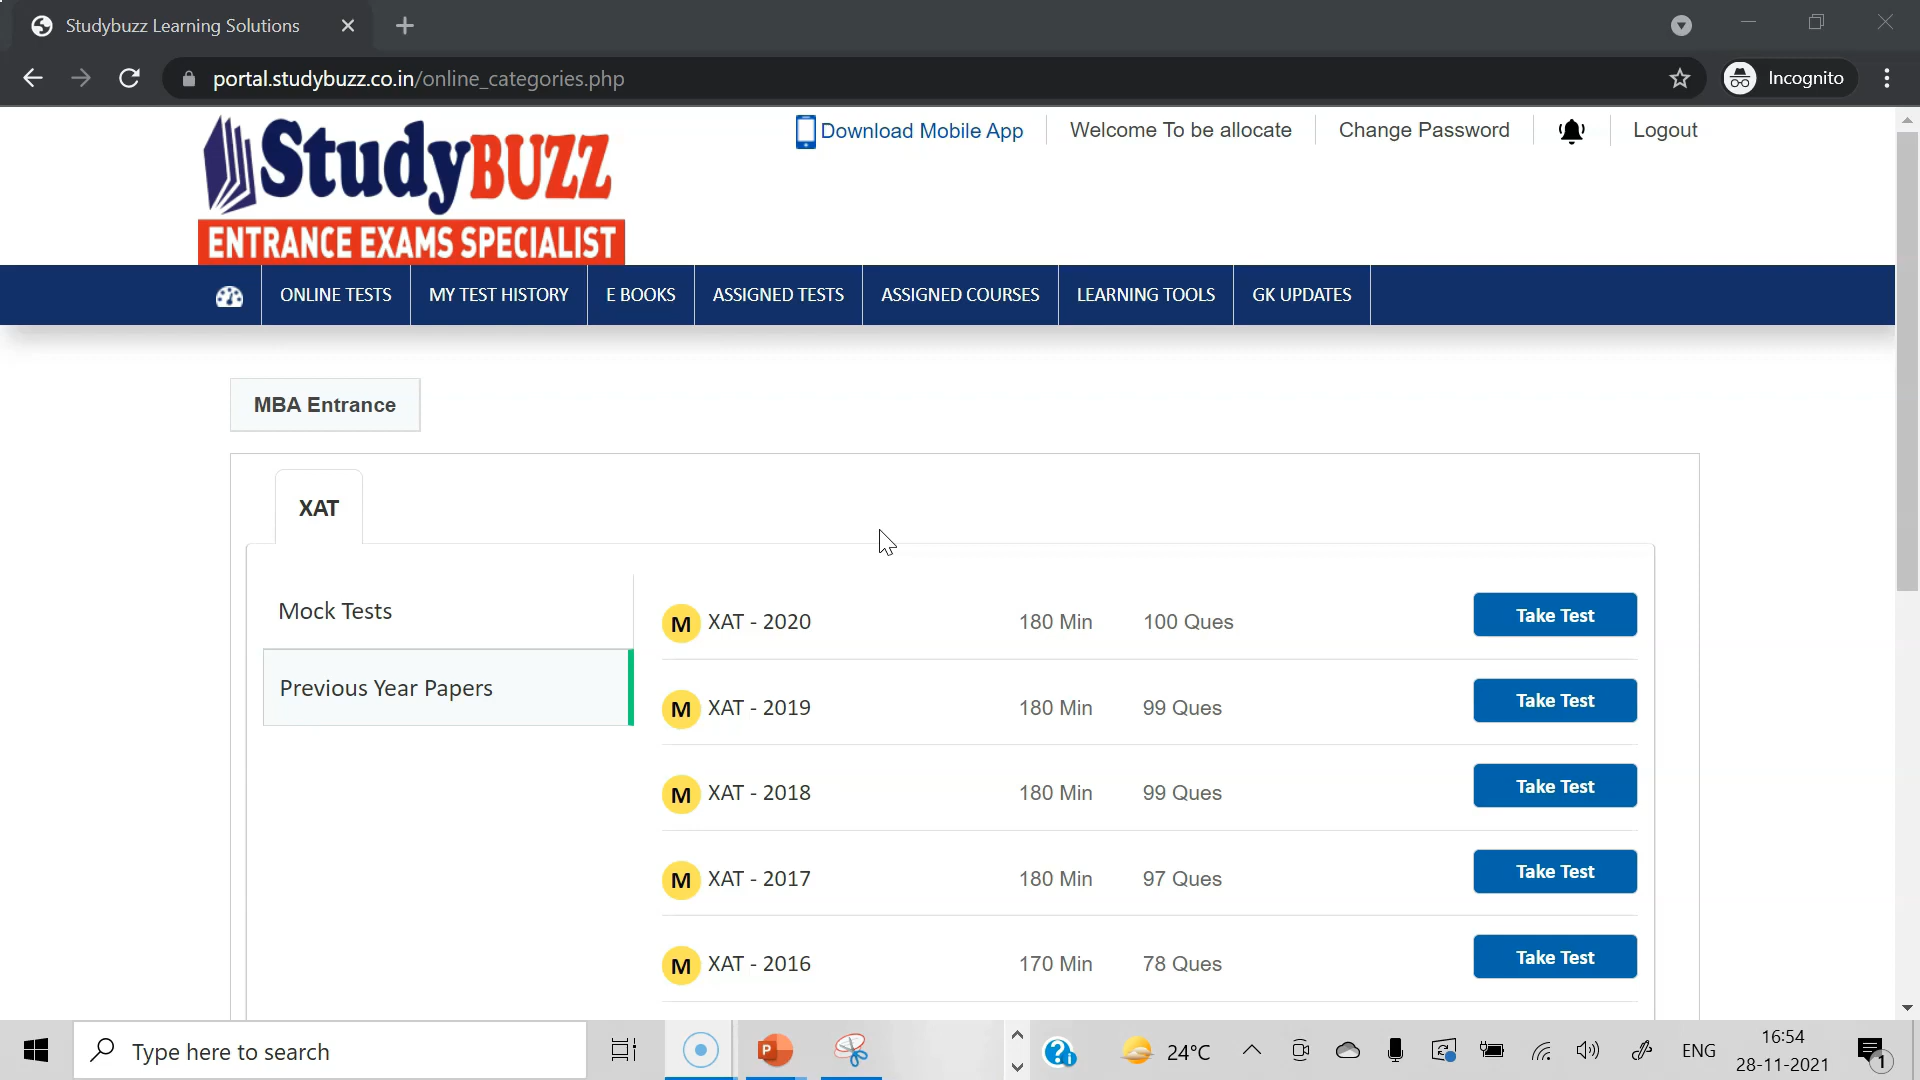 Studybuzz Learning Solutions
portal.studybuzz.co.in/online_categories.php
Incognito
StudyBUZZ
ENTRANCE EXAMS SPECIALIST
Download Mobile App
Welcome To be allocate
Change Password
Logout
ONLINE TESTS
MY TEST HISTORY
E BOOKS
ASSIGNED TESTS
ASSIGNED COURSES
LEARNING TOOLS
GK UPDATES
MBA Entrance
XAT
Mock Tests
Previous Year Papers
M XAT - 2020 180 Min 100 Ques Take Test
M XAT - 2019 180 Min 99 Ques Take Test
M XAT - 2018 180 Min 99 Ques Take Test
M XAT - 2017 180 Min 97 Ques Take Test
M XAT - 2016 170 Min 78 Ques Take Test
Type here to search
P
24°C
ENG
16:54
28-11-2021
1